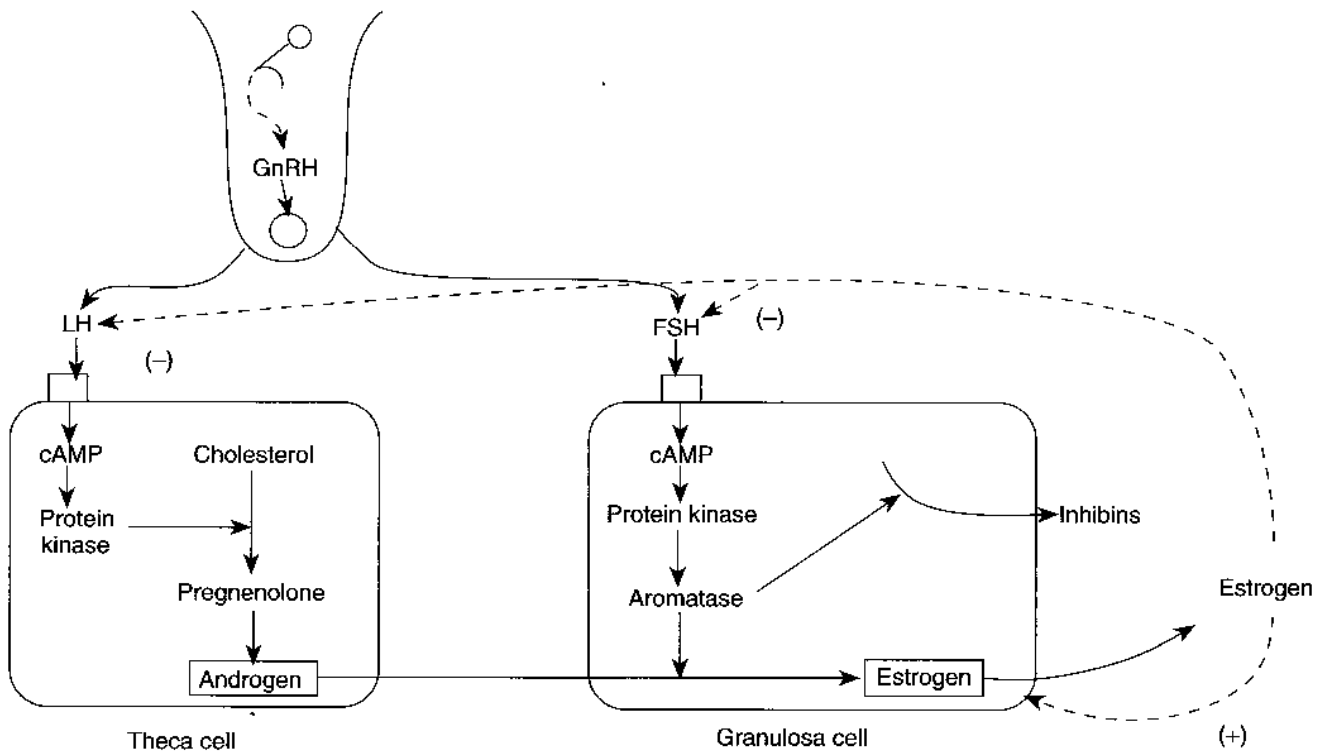 GnRH
LH
FSH
(–)
(–)
cAMP
Cholesterol
cAMP
Protein
kinase
Protein kinase
Inhibins
Pregnenolone
Aromatase
Estrogen
Androgen
Estrogen
(+)
Theca cell
Granulosa cell